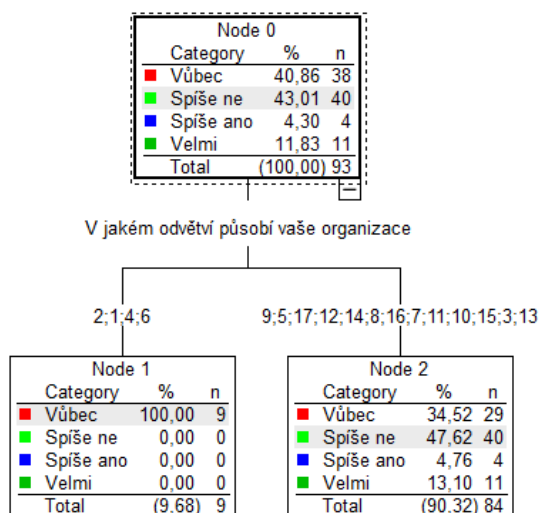 Node 0
Category % n
Vůbec 40,86 38
Spíše ne 43,01 40
Spíše ano 4,30 4
Velmi 11,83 11
Total (100,00) 93
V jakém odvětví působí vaše organizace
2;1;4;6
9;5;17;12;14;8;16;7;11;10;15;3;13
Node 1
Category % n
Vůbec 100,00 9
Spíše ne 0,00 0
Spíše ano 0,00 0
Velmi 0,00 0
Total (9,68) 9
Node 2
Category % n
Vůbec 34,52 29
Spíše ne 47,62 40
Spíše ano 4,76 4
Velmi 13,10 11
Total (90,32) 84